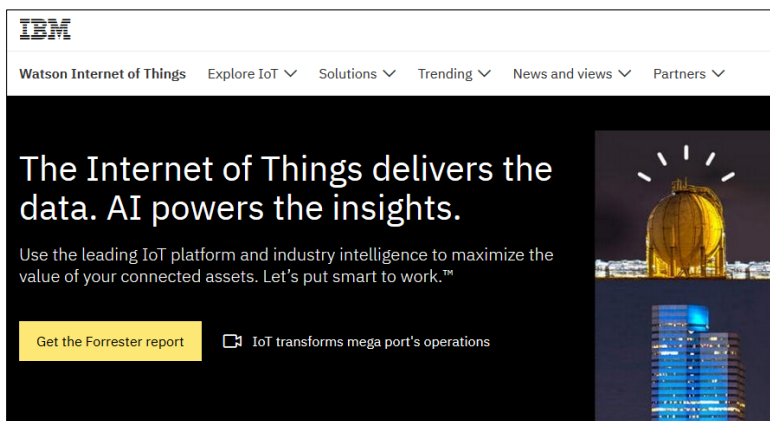 IBM
Watson Internet of Things Explore IoT Solutions Trending News and views Partners
The Internet of Things delivers the
data. AI powers the insights.
Use the leading IoT platform and industry intelligence to maximize the
value of your connected assets. Let’s put smart to work.™
Get the Forrester report IoT transforms mega port's operations